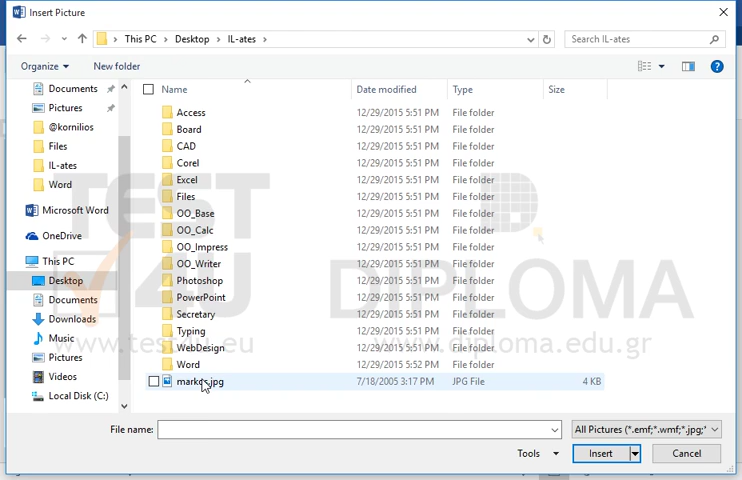 Insert Picture
This PC > Desktop > IL-ates >
Search IL-ates
Organize
New folder
Name
Date modified
Type
Size
Documents
Pictures
@kornilios
Files
IL-ates
Word
Microsoft Word
OneDrive
This PC
Desktop
Documents
Downloads
Music
Pictures
Videos
Local Disk (C:)
Access 12/29/2015 5:51 PM File folder
Board 12/29/2015 5:51 PM File folder
CAD 12/29/2015 5:51 PM File folder
Corel 12/29/2015 5:51 PM File folder
Excel 12/29/2015 5:51 PM File folder
Files 12/29/2015 5:51 PM File folder
OO_Base 12/29/2015 5:51 PM File folder
OO_Calc 12/29/2015 5:51 PM File folder
OO_Impress 12/29/2015 5:51 PM File folder
OO_Writer 12/29/2015 5:51 PM File folder
Photoshop 12/29/2015 5:51 PM File folder
PowerPoint 12/29/2015 5:51 PM File folder
Secretary 12/29/2015 5:51 PM File folder
Typing 12/29/2015 5:51 PM File folder
WebDesign 12/29/2015 5:51 PM File folder
Word 12/29/2015 5:52 PM File folder
markos.jpg 7/18/2005 3:17 PM JPG File 4 KB
TEST
4U
www.test4u.eu
D
DIPLOMA
www.diploma.edu.gr
File name:
All Pictures (*.emf;*.wmf;*.jpg;*
Tools
Insert
Cancel